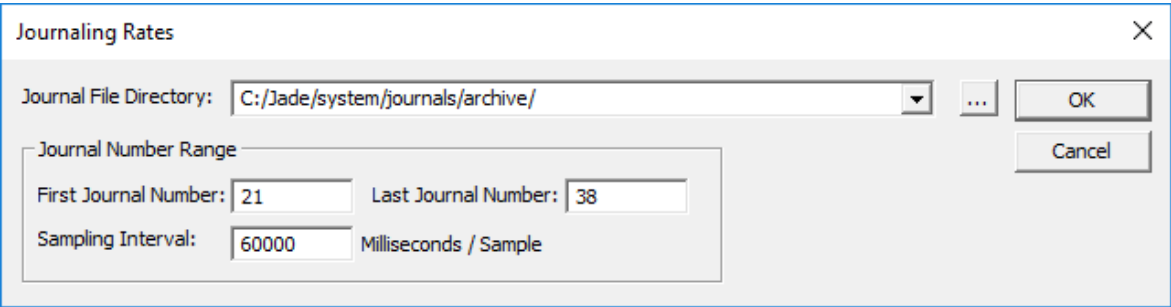 Journaling Rates
Journal File Directory: C:/Jade/system/journals/archive/ ... OK
Cancel
Journal Number Range
First Journal Number: 21 Last Journal Number: 38
Sampling Interval: 60000 Milliseconds / Sample